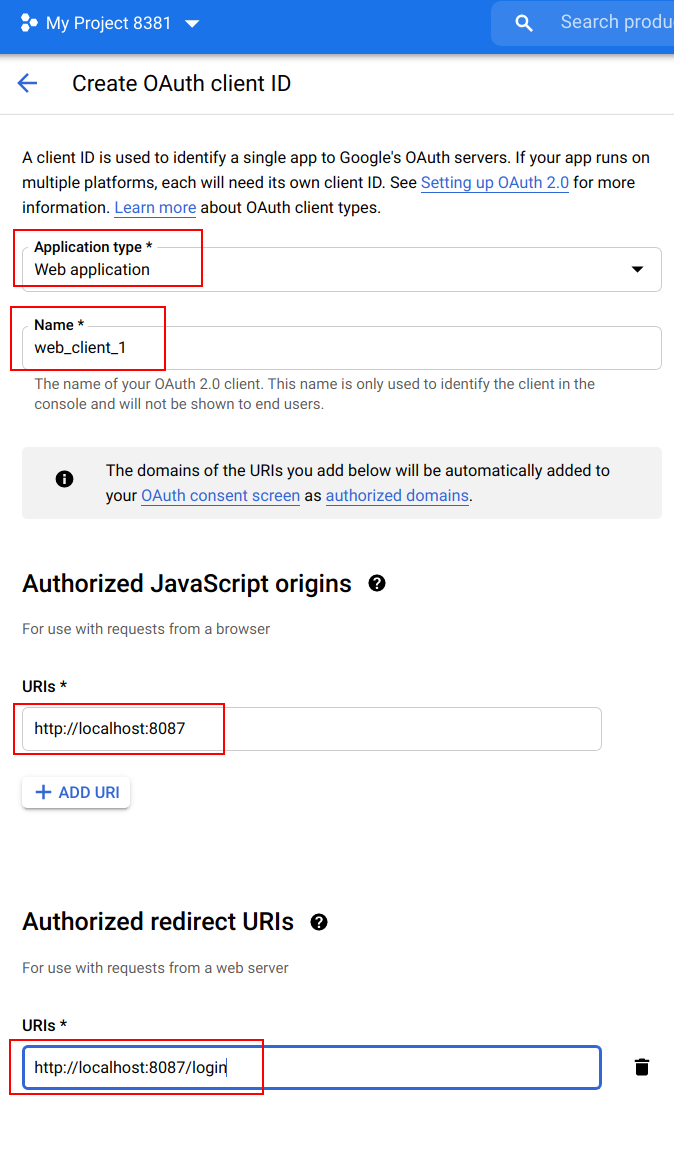 My Project 8381
Search produ
Create OAuth client ID
A client ID is used to identify a single app to Google's OAuth servers. If your app runs on
multiple platforms, each will need its own client ID. See Setting up OAuth 2.0 for more
information. Learn more about OAuth client types.
Application type *
Web application
Name *
web_client_1
The name of your OAuth 2.0 client. This name is only used to identify the client in the
console and will not be shown to end users.
The domains of the URIs you add below will be automatically added to
your OAuth consent screen as authorized domains.
Authorized JavaScript origins
For use with requests from a browser
URIs *
http://localhost:8087
ADD URI
Authorized redirect URIs
For use with requests from a web server
URIs *
http://localhost:8087/login